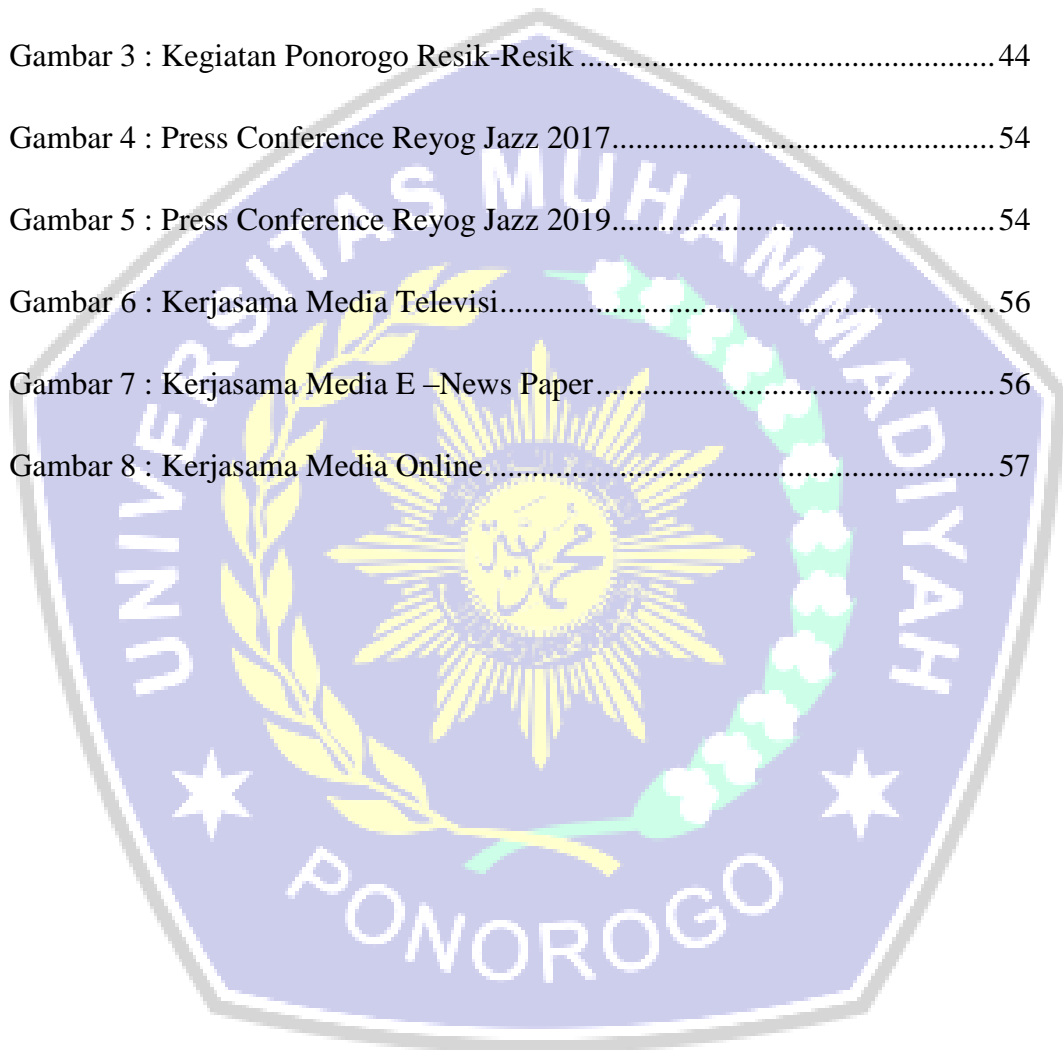 Gambar 3 : Kegiatan Ponorogo Resik-Resik ................................................... 44
Gambar 4 : Press Conference Reyog Jazz 2017............................................... 54
Gambar 5 : Press Conference Reyog Jazz 2019............................................... 54
Gambar 6 : Kerjasama Media Televisi............................................................. 56
Gambar 7 : Kerjasama Media E –News Paper................................................. 56
Gambar 8 : Kerjasama Media Online............................................................... 57
UNIVERSITAS MUHAMMADIYAH
PONOROGO